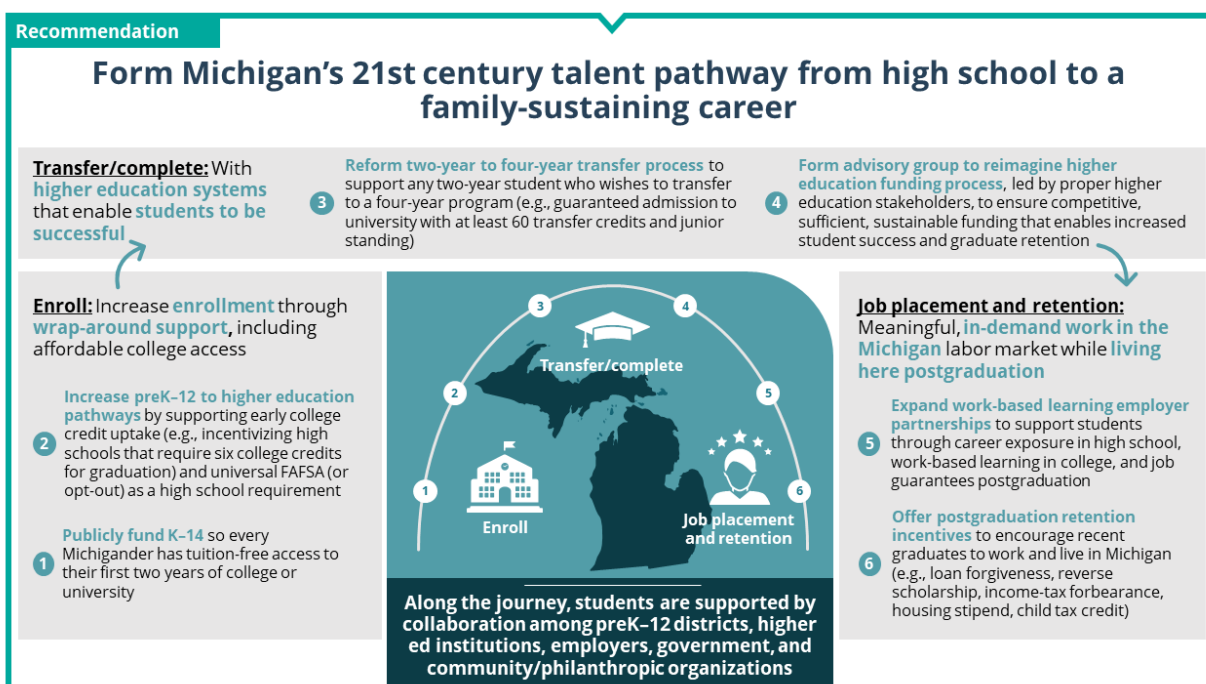 Recommendation
Form Michigan's 21st century talent pathway from high school to a
family-sustaining career
Transfer/complete: With
higher education systems
that enable students to be
successful
3
Reform two-year to four-year transfer process to
support any two-year student who wishes to transfer
to a four-year program (e.g., guaranteed admission to
university with at least 60 transfer credits and junior
standing)
4
Form advisory group to reimagine higher
education funding process, led by proper higher
education stakeholders, to ensure competitive,
sufficient, sustainable funding that enables increased
student success and graduate retention
Enroll: Increase enrollment through
wrap-around support, including
affordable college access
2
Increase preK–12 to higher education
pathways by supporting early college
credit uptake (e.g., incentivizing high
schools that require six college credits
for graduation) and universal FAFSA (or
opt-out) as a high school requirement
1
Publicly fund K–14 so every
Michigander has tuition-free access to
their first two years of college or
university
3
4
Transfer/complete
2
5
1
6
Enroll
Job placement
and retention
Along the journey, students are supported by
collaboration among preK–12 districts, higher
ed institutions, employers, government, and
community/philanthropic organizations
Job placement and retention:
Meaningful, in-demand work in the
Michigan labor market while living
here postgraduation
5
Expand work-based learning employer
partnerships to support students
through career exposure in high school,
work-based learning in college, and job
guarantees postgraduation
6
Offer postgraduation retention
incentives to encourage recent
graduates to work and live in Michigan
(e.g., loan forgiveness, reverse
scholarship, income-tax forbearance,
housing stipend, child tax credit)